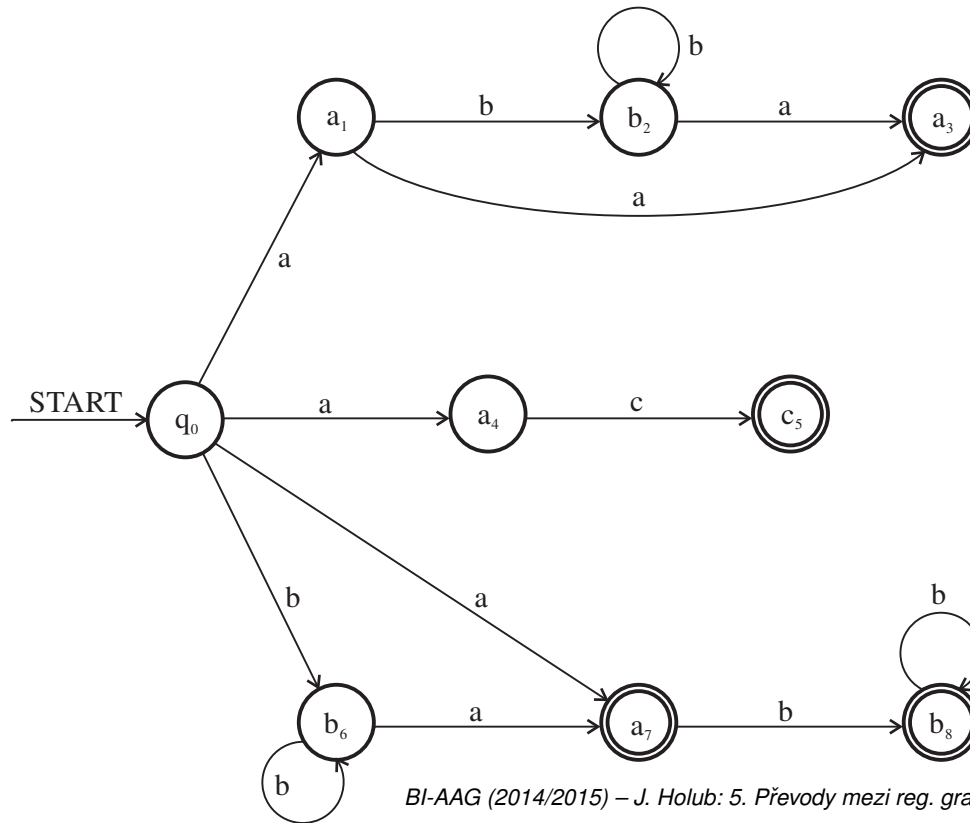 b
a₁
b
b₂
a
a₃
a
a
START
q₀
a
a₄
c
c₅
b
a
b
b₆
a
a₇
b
b₈
b
BI-AAG (2014/2015) – J. Holub: 5. Převody mezi reg. gra